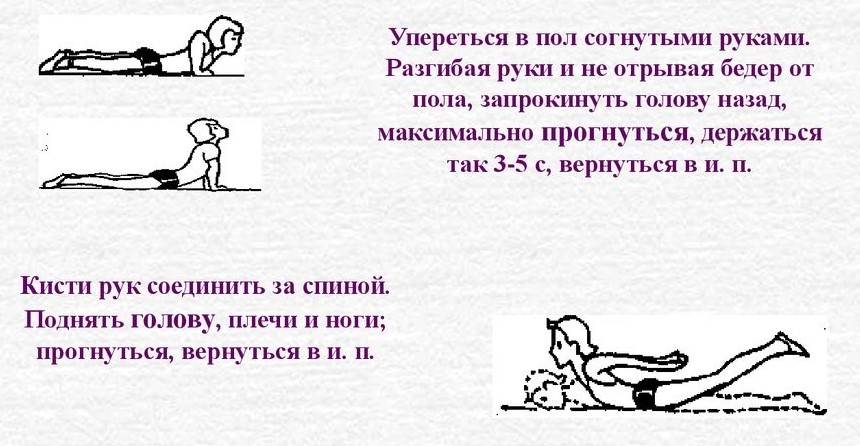 Упереться в пол согнутыми руками.
Разгибая руки и не отрывая бедер от
пола, запрокинуть голову назад,
максимально прогнуться, держаться
так 3-5 с, вернуться в и. п.
Кисти рук соединить за спиной.
Поднять голову, плечи и ноги;
прогнуться, вернуться в и. п.